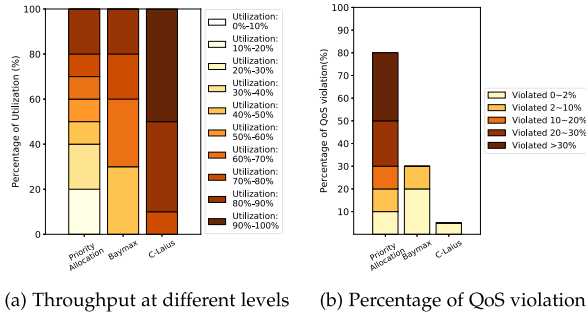 Percentage of Utilization (%)
100
80
60
40
20
0
Priority
Allocation
Baymax
C-Laius
Utilization:
0%-10%
Utilization:
10%-20%
Utilization:
20%-30%
Utilization:
30%-40%
Utilization:
40%-50%
Utilization:
50%-60%
Utilization:
60%-70%
Utilization:
70%-80%
Utilization:
80%-90%
Utilization:
90%-100%
(a) Throughput at different levels
Percentage of QoS violation(%)
100
90
80
70
60
50
40
30
20
10
Priority
Allocation
Baymax
C-Laius
Violated 0~2%
Violated 2~10%
Violated 10~20%
Violated 20~30%
Violated >30%
(b) Percentage of QoS violation